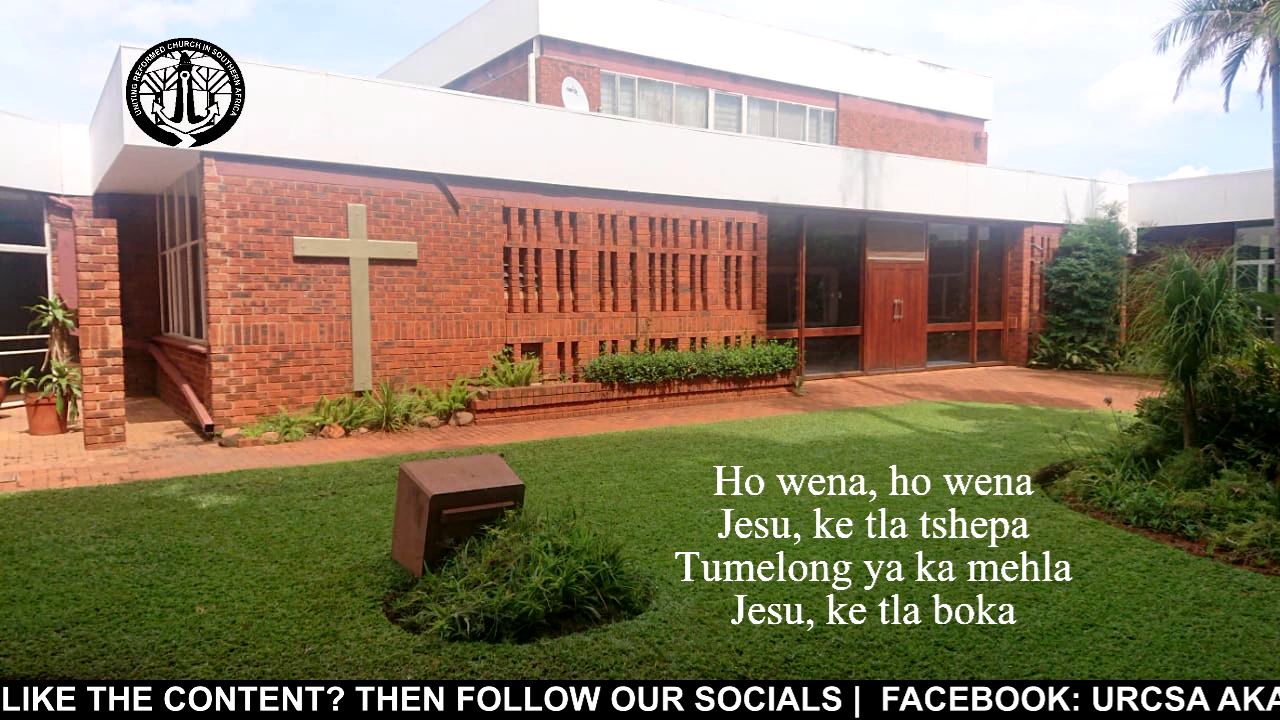 UNITING REFORMED CHURCH IN SOUTHERN AFRICA
Ho wena, ho wena
Jesu, ke tla tshepa
Tumelong ya ka mehla
Jesu, ke tla boka
LIKE THE CONTENT? THEN FOLLOW OUR SOCIALS | FACEBOOK: URCSA AKA